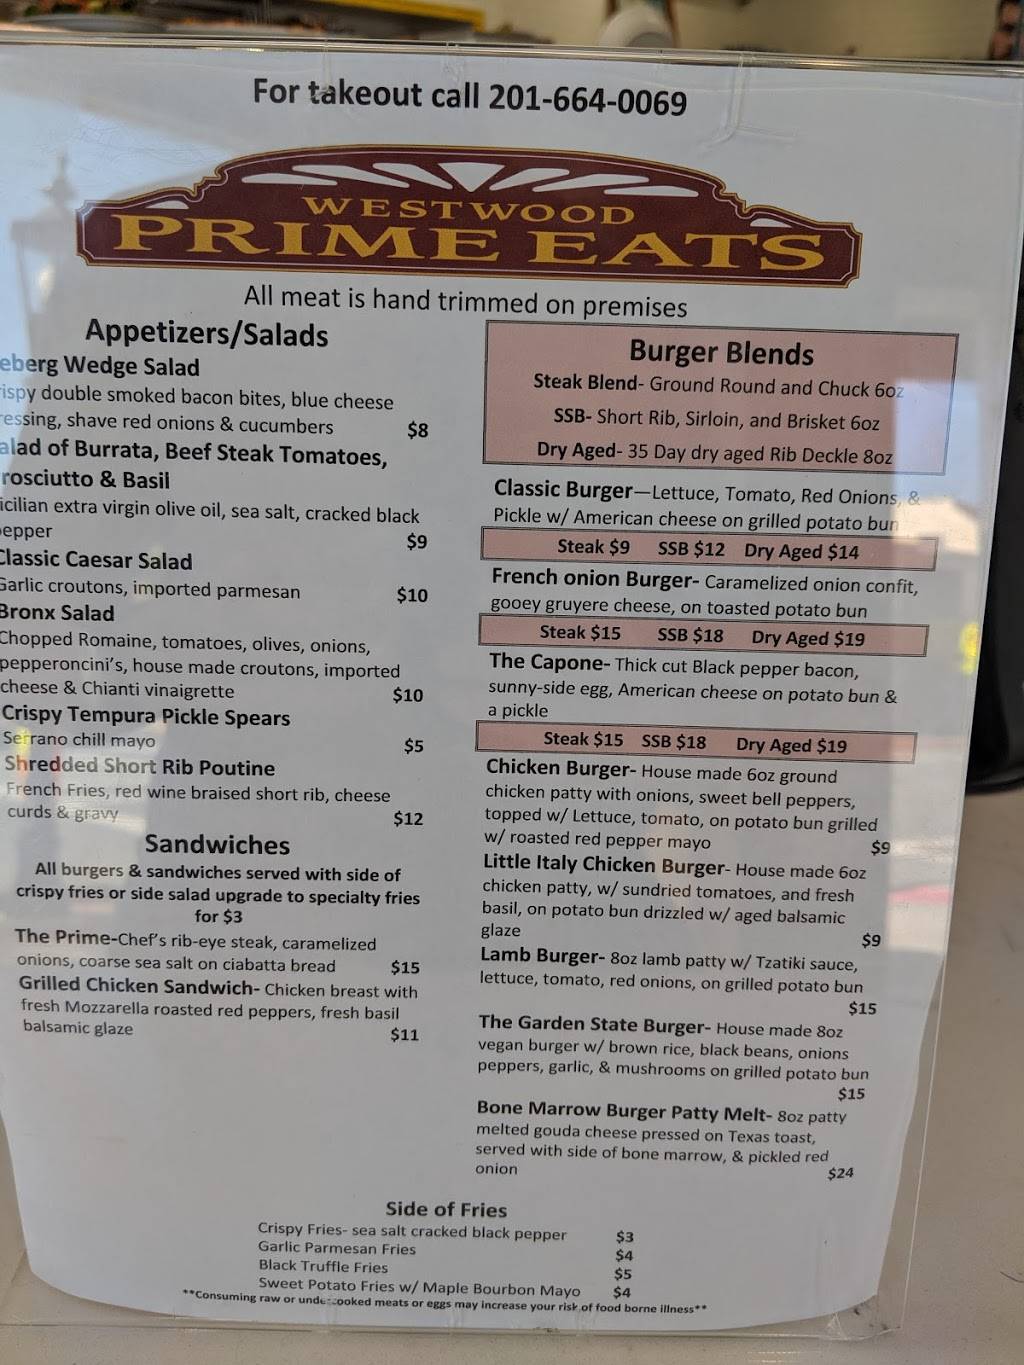 For takeout call 201-664-0069
WESTWOOD
PRIME EATS
All meat is hand trimmed on premises
Appetizers/Salads
eberg Wedge Salad
rispy double smoked bacon bites, blue cheese
ressing, shave red onions & cucumbers $8
alad of Burrata, Beef Steak Tomatoes,
rosciutto & Basil
icilian extra virgin olive oil, sea salt, cracked black
pepper $9
Classic Caesar Salad
Garlic croutons, imported parmesan $10
Bronx Salad
Chopped Romaine, tomatoes, olives, onions,
pepperoncini's, house made croutons, imported
cheese & Chianti vinaigrette $10
Crispy Tempura Pickle Spears
Serrano chill mayo $5
Shredded Short Rib Poutine
French Fries, red wine braised short rib, cheese
curds & gravy $12
Sandwiches
All burgers & sandwiches served with side of
crispy fries or side salad upgrade to specialty fries
for $3
The Prime-Chef's rib-eye steak, caramelized
onions, coarse sea salt on ciabatta bread $15
Grilled Chicken Sandwich- Chicken breast with
fresh Mozzarella roasted red peppers, fresh basil
balsamic glaze $11
Burger Blends
Steak Blend- Ground Round and Chuck 6oz
SSB- Short Rib, Sirloin, and Brisket 6oz
Dry Aged- 35 Day dry aged Rib Deckle 8oz
Classic Burger—Lettuce, Tomato, Red Onions, &
Pickle w/ American cheese on grilled potato bun
Steak $9 SSB $12 Dry Aged $14
French onion Burger- Caramelized onion confit,
gooey gruyere cheese, on toasted potato bun
Steak $15 SSB $18 Dry Aged $19
The Capone- Thick cut Black pepper bacon,
sunny-side egg, American cheese on potato bun &
a pickle
Steak $15 SSB $18 Dry Aged $19
Chicken Burger- House made 6oz ground
chicken patty with onions, sweet bell peppers,
topped w/ Lettuce, tomato, on potato bun grilled
w/ roasted red pepper mayo $9
Little Italy Chicken Burger- House made 6oz
chicken patty, w/ sundried tomatoes, and fresh
basil, on potato bun drizzled w/ aged balsamic
glaze $9
Lamb Burger- 8oz lamb patty w/ Tzatiki sauce,
lettuce, tomato, red onions, on grilled potato bun
$15
The Garden State Burger- House made 8oz
vegan burger w/ brown rice, black beans, onions
peppers, garlic, & mushrooms on grilled potato bun
$15
Bone Marrow Burger Patty Melt- 8oz patty
melted gouda cheese pressed on Texas toast,
served with side of bone marrow, & pickled red
onion $24
Side of Fries
Crispy Fries- sea salt cracked black pepper $3
Garlic Parmesan Fries $4
Black Truffle Fries $5
Sweet Potato Fries w/ Maple Bourbon Mayo $4
**Consuming raw or undercooked meats or eggs may increase your risk of food borne illness**